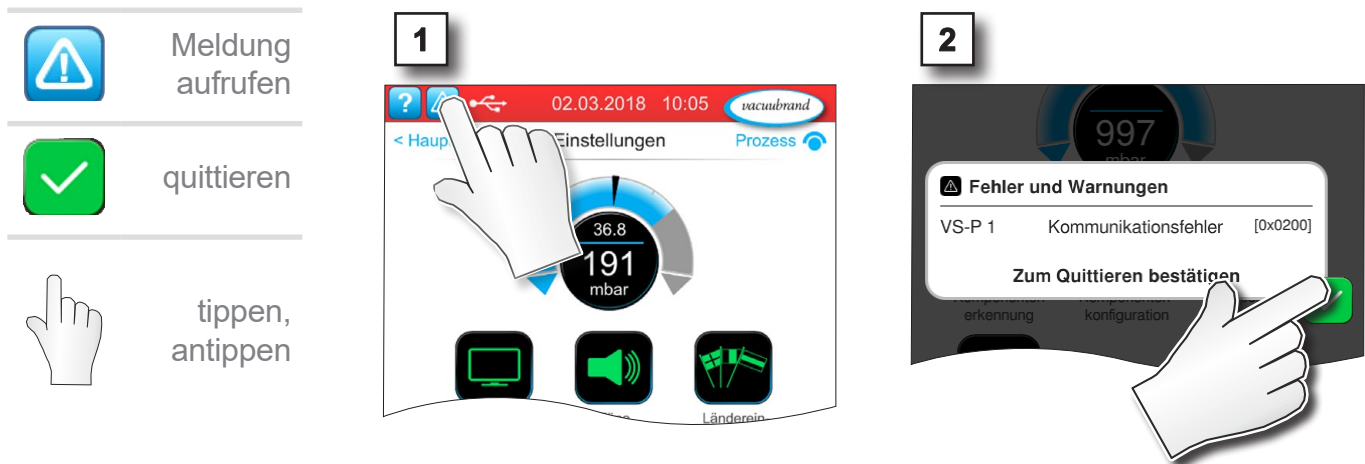 Meldung
aufrufen
quittieren
tippen,
antippen
1
? 02.03.2018 10:05 vacuubrand
< Haup Einstellungen Prozess
36.8
191
mbar
Länderein
2
997
mbar
Fehler und Warnungen
VS-P 1 Kommunikationsfehler [0x0200]
Zum Quittieren bestätigen
erkennung konfiguration